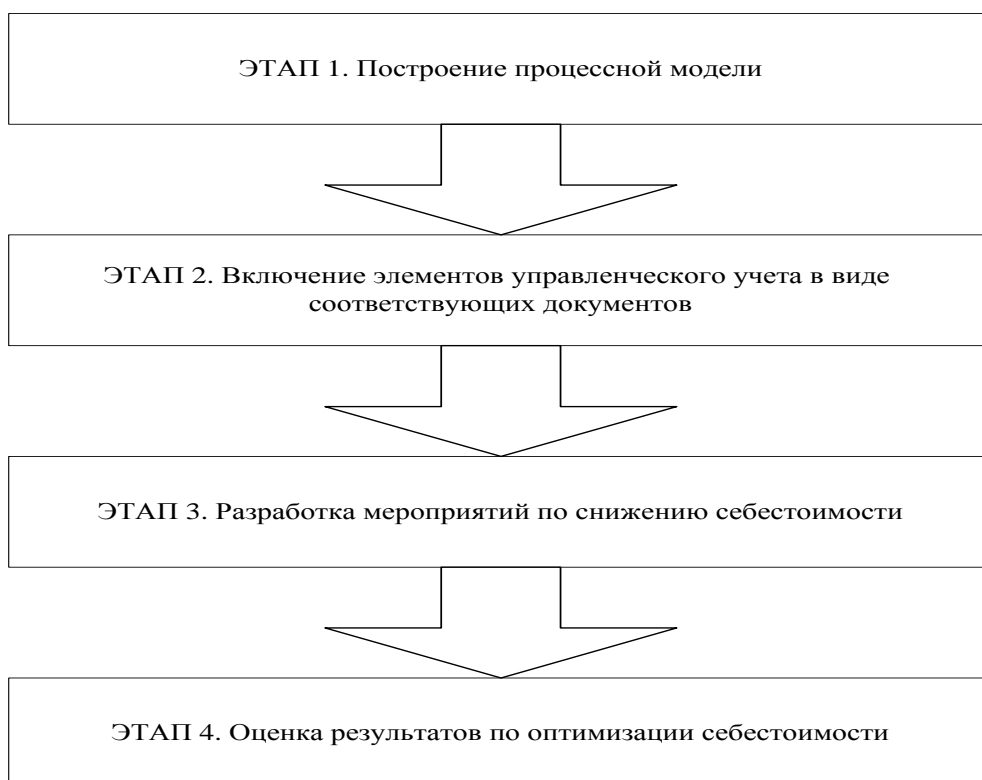 ЭТАП 1. Построение процессной модели
ЭТАП 2. Включение элементов управленческого учета в виде
соответствующих документов
ЭТАП 3. Разработка мероприятий по снижению себестоимости
ЭТАП 4. Оценка результатов по оптимизации себестоимости